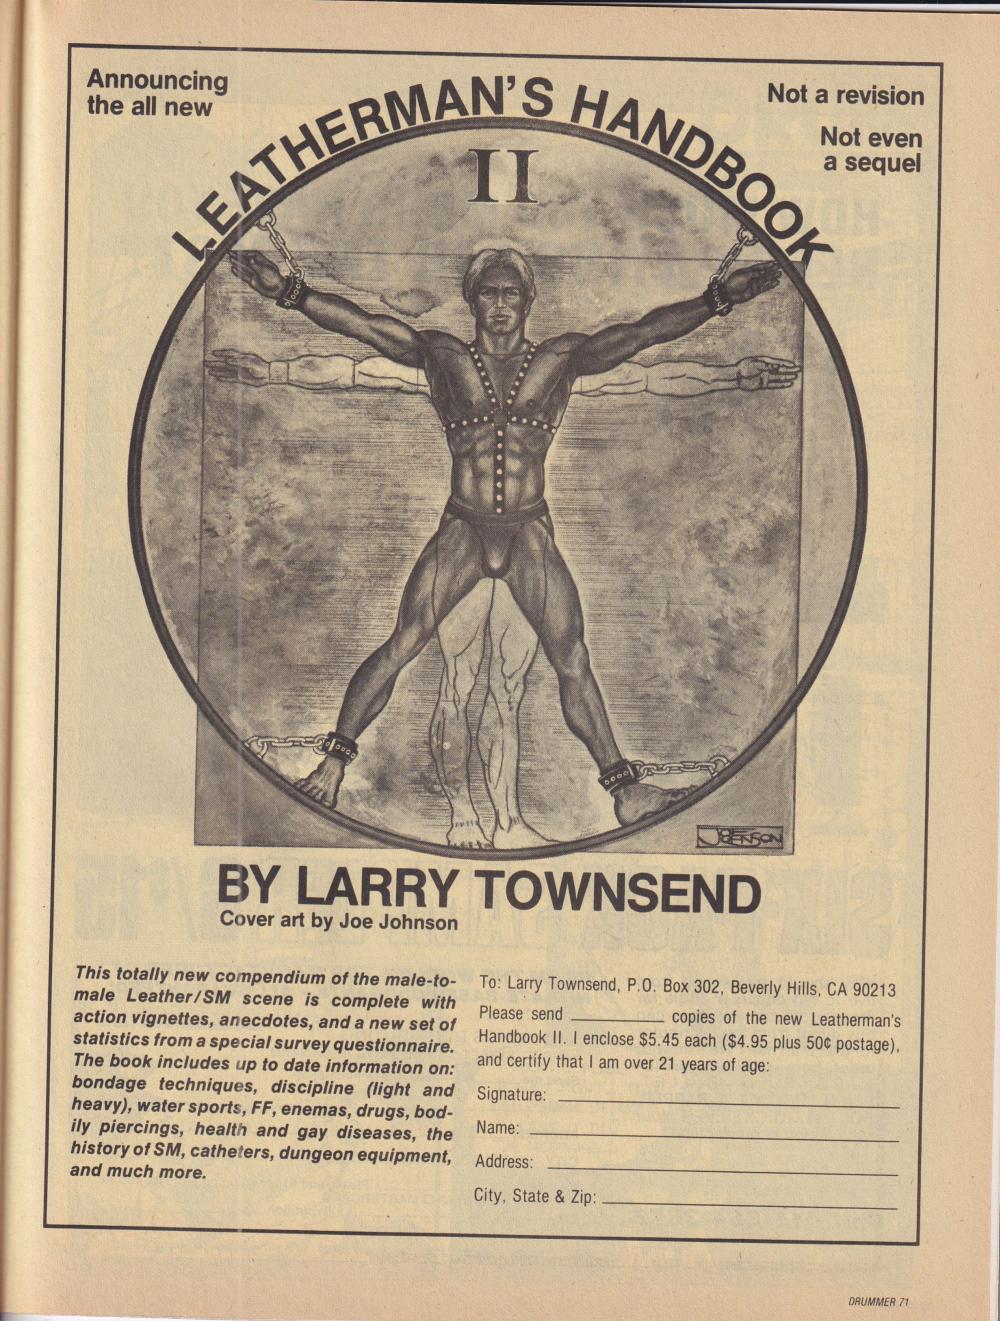 Announcing
the all new
Not a revision
Not even
a sequel
LEATHERMAN'S HANDBOOK
II
BY LARRY TOWNSEND
Cover art by Joe Johnson
This totally new compendium of the male-to-
male Leather/SM scene is complete with
action vignettes, anecdotes, and a new set of
statistics from a special survey questionnaire.
The book includes up to date information on:
bondage techniques, discipline (light and
heavy), water sports, FF, enemas, drugs, bod-
ily piercings, health and gay diseases, the
history of SM, catheters, dungeon equipment,
and much more.
To: Larry Townsend, P.O. Box 302, Beverly Hills, CA 90213
Please send ____________ copies of the new Leatherman's
Handbook II. I enclose $5.45 each ($4.95 plus 50¢ postage),
and certify that I am over 21 years of age:
Signature:
Name:
Address:
City, State & Zip:
DRUMMER 71